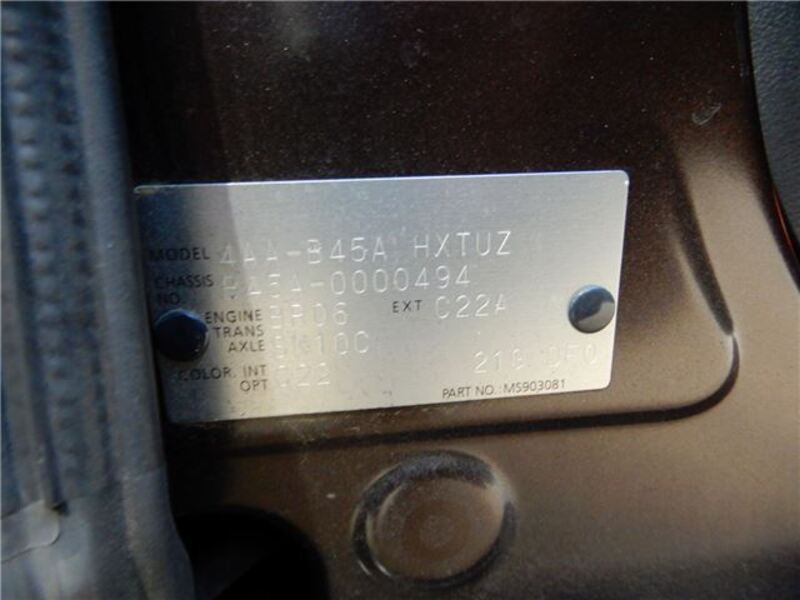 MODEL 4AA-B45A HXTUZ
CHASSIS NO. B45A-0000494
ENGINE BR06 EXT C22A
TRANS AXLE
COLOR. INT OPT
PART NO.: MS903081